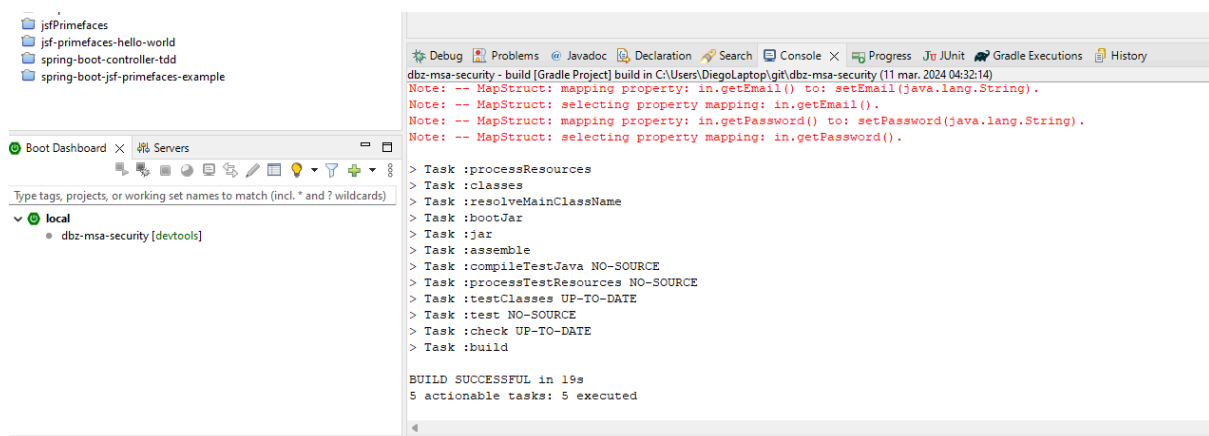 jsfPrimefaces
jsf-primefaces-hello-world
spring-boot-controller-tdd
spring-boot-jsf-primefaces-example
Boot Dashboard Servers
Type tags, projects, or working set names to match (incl. * and ? wildcards)
local
dbz-msa-security [devtools]
Debug Problems @ Javadoc Declaration Search Console Progress JUnit Gradle Executions History
dbz-msa-security - build [Gradle Project] build in C:\Users\DiegoLaptop\git\dbz-msa-security (11 mar. 2024 04:32:14)
Note: -- MapStruct: mapping property: in.getEmail() to: setEmail(java.lang.String).
Note: -- MapStruct: selecting property mapping: in.getEmail().
Note: -- MapStruct: mapping property: in.getPassword() to: setPassword(java.lang.String).
Note: -- MapStruct: selecting property mapping: in.getPassword().
> Task :processResources
> Task :classes
> Task :resolveMainClassName
> Task :bootJar
> Task :jar
> Task :assemble
> Task :compileTestJava NO-SOURCE
> Task :processTestResources NO-SOURCE
> Task :testClasses UP-TO-DATE
> Task :test NO-SOURCE
> Task :check UP-TO-DATE
> Task :build
BUILD SUCCESSFUL in 19s
5 actionable tasks: 5 executed